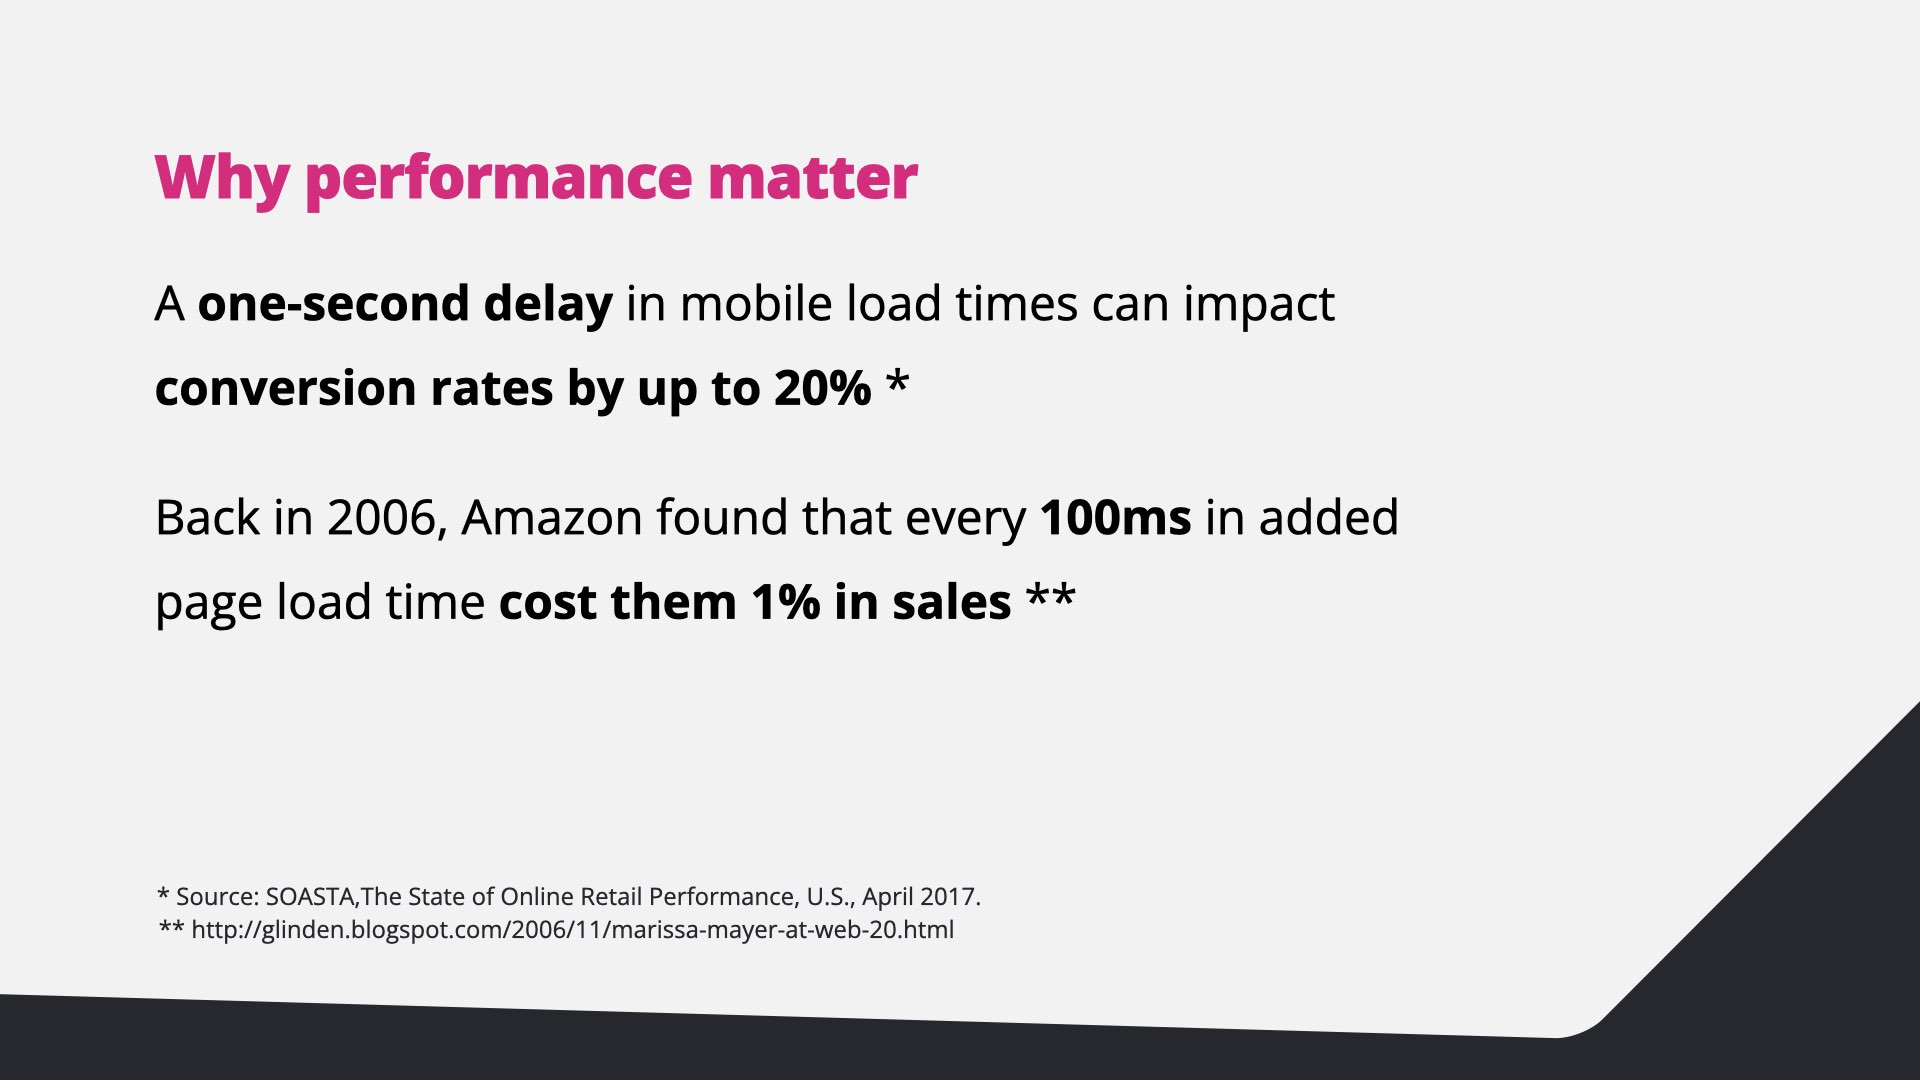 Why performance matter
A one-second delay in mobile load times can impact
conversion rates by up to 20% *
Back in 2006, Amazon found that every 100ms in added
page load time cost them 1% in sales **
* Source: SOASTA,The State of Online Retail Performance, U.S., April 2017.
** http://glinden.blogspot.com/2006/11/marissa-mayer-at-web-20.html